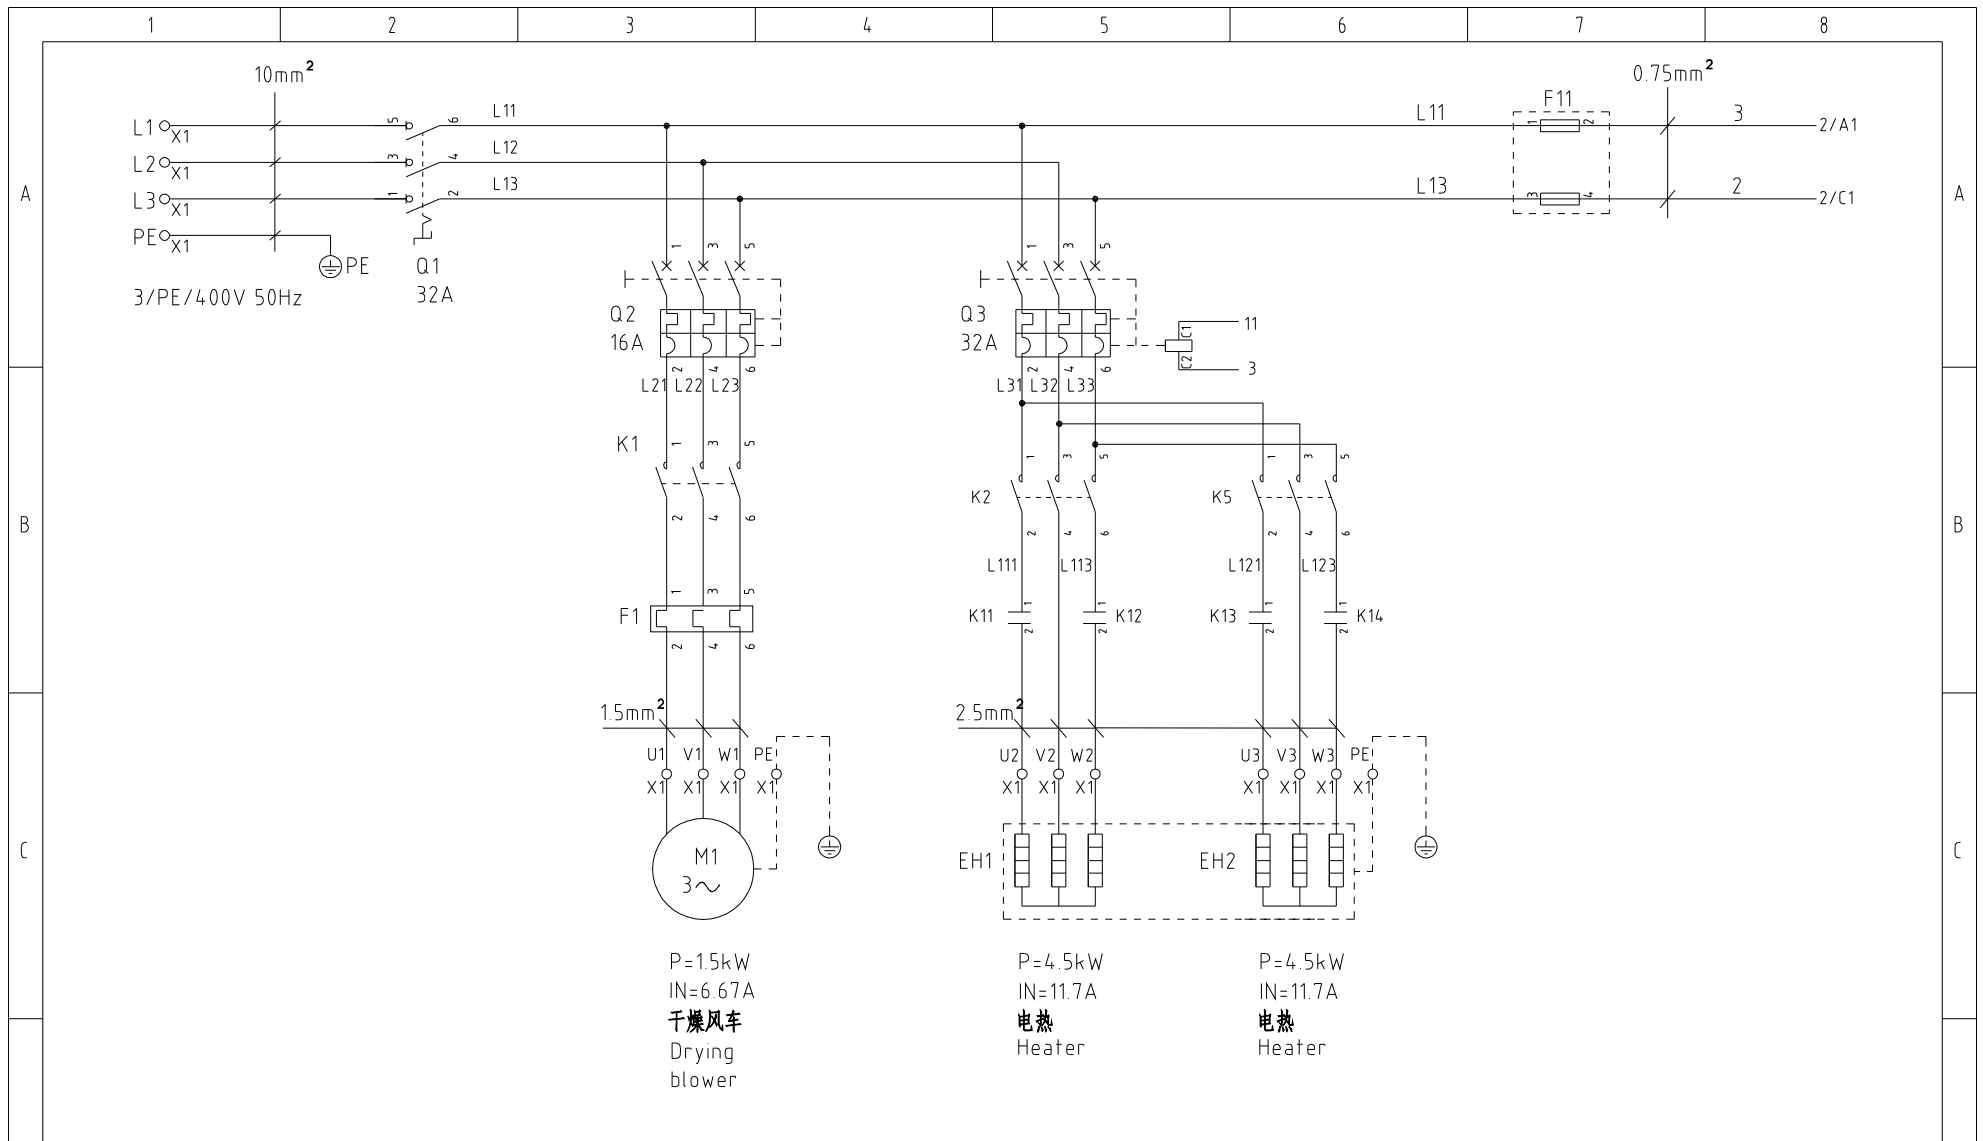 1 2 3 4 5 6 7 8
10mm² 0.75mm²
F11
L1 X1 5 6 L11 L11 1 2 3 2/A1
L2 X1 3 4 L12
L3 X1 1 2 L13 L13 3 4 2 2/C1
A A
PE X1
PE Q1
3/PE/400V 50Hz 32A
1 3 5 1 3 5
Q2 Q3
16A 32A
C1 11
C2 3
2 4 6 2 4 6
L21 L22 L23 L31 L32 L33
K1 1 3 5
1 3 5 1 3 5
K2 K5
B B
2 4 6
2 4 6 2 4 6
L111 L113 L121 L123
1 3 5
F1 K11 1 2 K12 1 2 K13 1 2 K14 1 2
2 4 6
1.5mm² 2.5mm²
U1 V1 W1 PE U2 V2 W2 U3 V3 W3 PE
X1 X1 X1 X1 X1 X1 X1 X1 X1 X1 X1
C C
M1 EH1 EH2
3~
P=1.5kW P=4.5kW P=4.5kW
IN=6.67A IN=11.7A IN=11.7A
干燥风车 电热 电热
Drying Heater Heater
blower